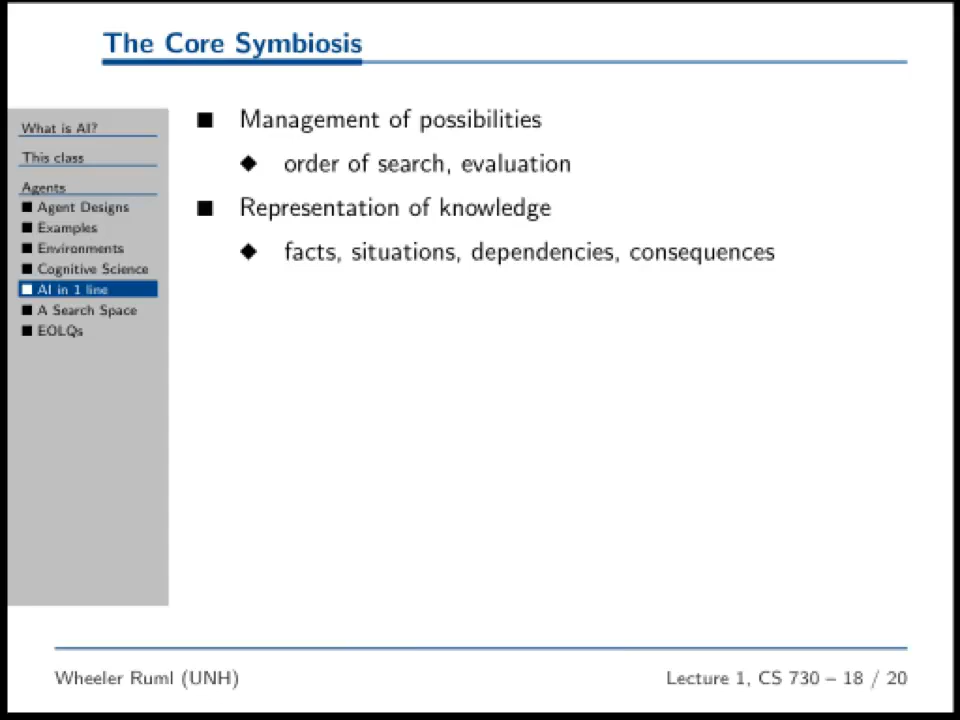 The Core Symbiosis
What is AI?
This class
Agents
Agent Designs
Examples
Environments
Cognitive Science
AI in 1 line
A Search Space
EOLQs
■ Management of possibilities
◆ order of search, evaluation
■ Representation of knowledge
◆ facts, situations, dependencies, consequences
Wheeler Ruml (UNH)
Lecture 1, CS 730 – 18 / 20